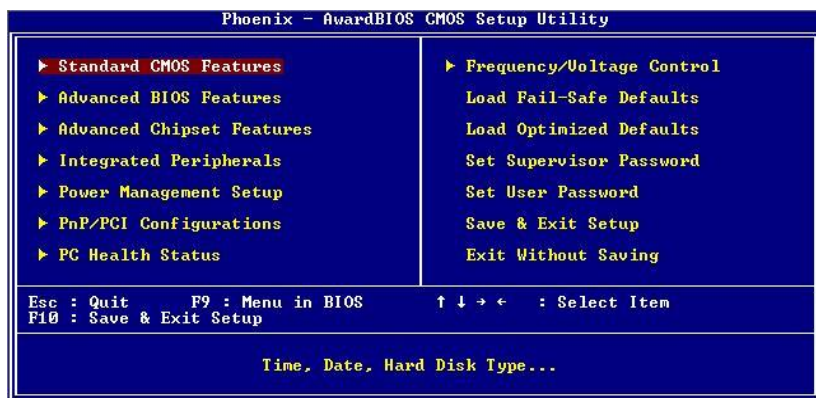 Phoenix - AwardBIOS CMOS Setup Utility
▶ Standard CMOS Features
▶ Advanced BIOS Features
▶ Advanced Chipset Features
▶ Integrated Peripherals
▶ Power Management Setup
▶ PnP/PCI Configurations
▶ PC Health Status
▶ Frequency/Voltage Control
Load Fail-Safe Defaults
Load Optimized Defaults
Set Supervisor Password
Set User Password
Save & Exit Setup
Exit Without Saving
Esc : Quit F9 : Menu in BIOS ↑ ↓ → ← : Select Item
F10 : Save & Exit Setup
Time, Date, Hard Disk Type...